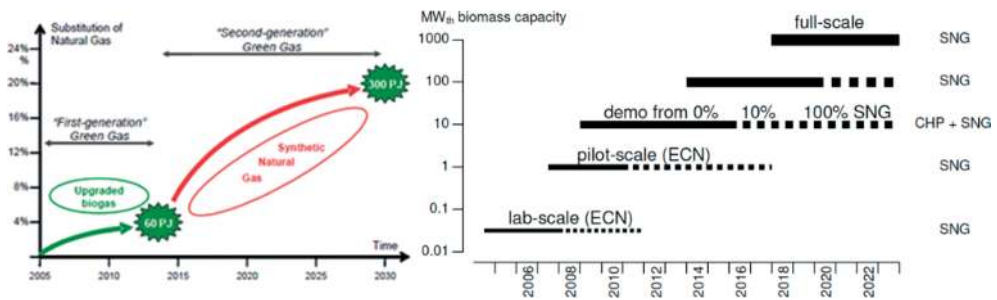 Substitution of
Natural Gas
24%
%
20%
16%
12%
8%
4%
"Second-generation"
Green Gas
"First-generation"
Green Gas
300 PJ
Synthetic
Natural
Gas
Upgraded
biogas
60 PJ
Time
2005 2010 2015 2020 2025 2030
MWth biomass capacity
1000
100
10
1
0.1
0.01
full-scale
SNG
SNG
demo from 0% 10% 100% SNG
CHP + SNG
pilot-scale (ECN)
SNG
lab-scale (ECN)
SNG
2006 2008 2010 2012 2014 2016 2018 2020 2022